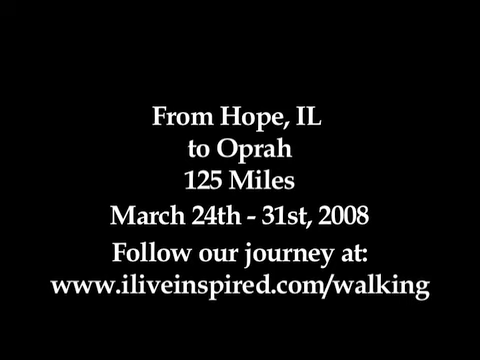 From Hope, IL
to Oprah
125 Miles
March 24th - 31st, 2008
Follow our journey at:
www.iliveinspired.com/walking